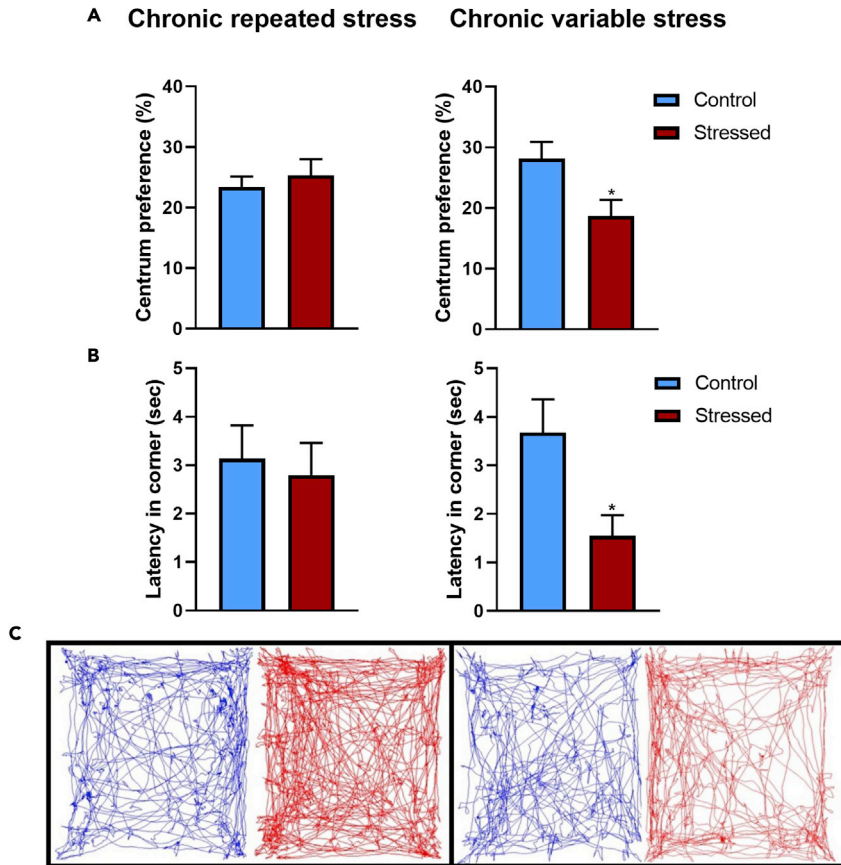 A Chronic repeated stress Chronic variable stress
Centrum preference (%)
40
30
20
10
0
Centrum preference (%)
40
30
20
10
0
*
Control
Stressed
B
Latency in corner (sec)
5
4
3
2
1
0
Latency in corner (sec)
5
4
3
2
1
0
*
Control
Stressed
C